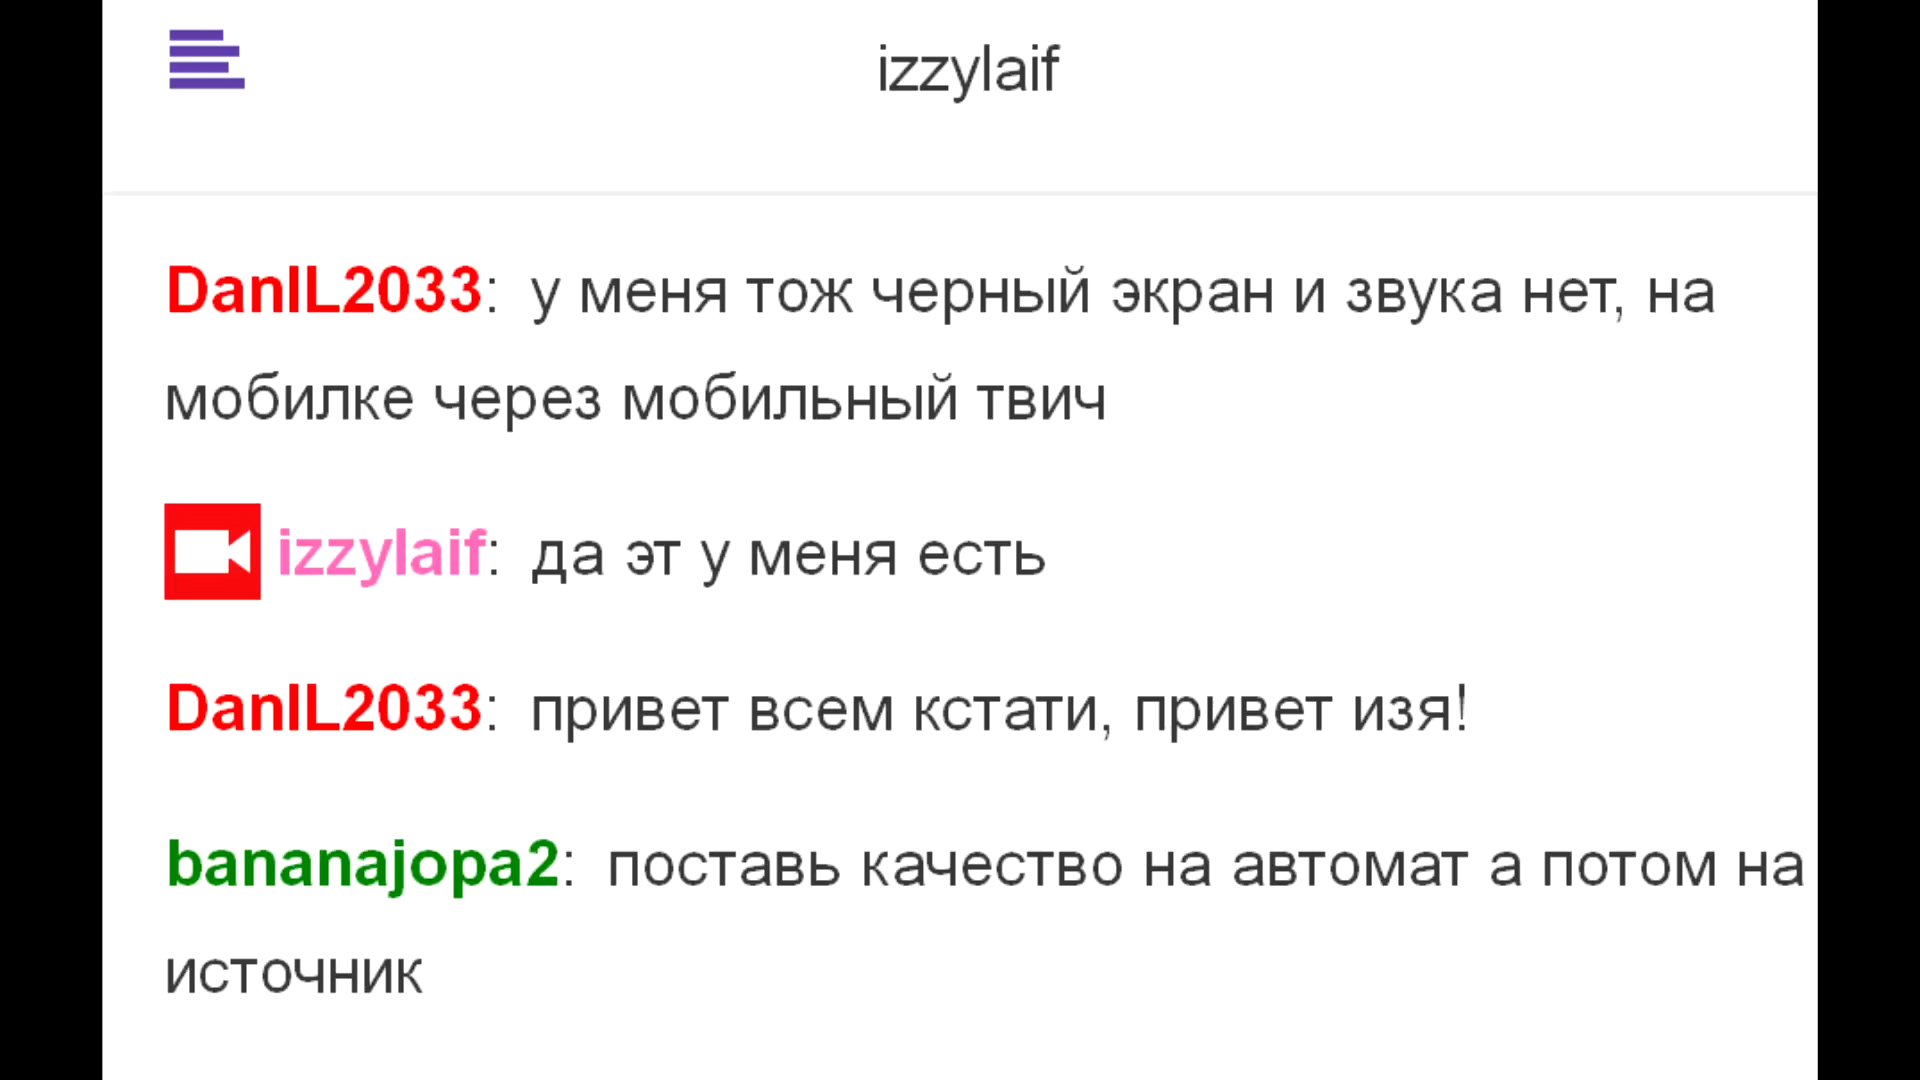 izzylaif
DanIL2033: у меня тож черный экран и звука нет, на
мобилке через мобильный твич
izzylaif: да эт у меня есть
DanIL2033: привет всем кстати, привет изя!
bananajopa2: поставь качество на автомат а потом на
источник